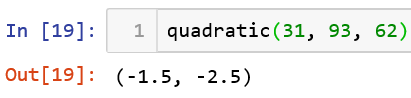 In [19]: 1 quadratic(31, 93, 62)
Out[19]: (-1.5, -2.5)